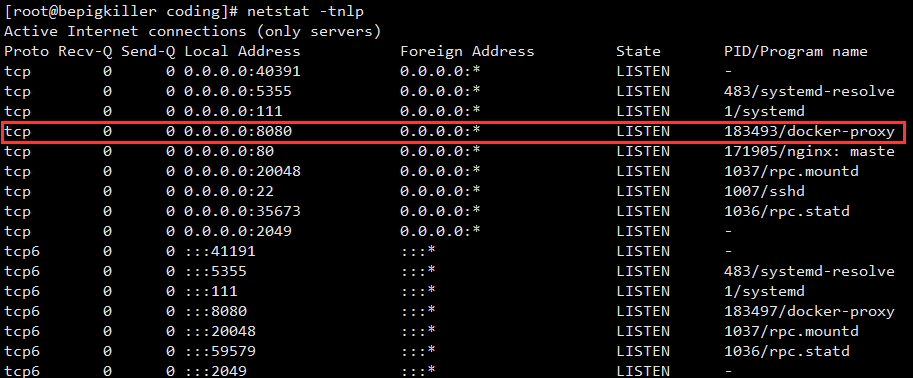 [root@bepigkiller coding]# netstat -tnlp
Active Internet connections (only servers)
Proto Recv-Q Send-Q Local Address           Foreign Address         State       PID/Program name
tcp        0      0 0.0.0.0:40391           0.0.0.0:*               LISTEN      -
tcp        0      0 0.0.0.0:5355            0.0.0.0:*               LISTEN      483/systemd-resolve
tcp        0      0 0.0.0.0:111             0.0.0.0:*               LISTEN      1/systemd
tcp        0      0 0.0.0.0:8080            0.0.0.0:*               LISTEN      183493/docker-proxy
tcp        0      0 0.0.0.0:80              0.0.0.0:*               LISTEN      171905/nginx: maste
tcp        0      0 0.0.0.0:20048           0.0.0.0:*               LISTEN      1037/rpc.mountd
tcp        0      0 0.0.0.0:22              0.0.0.0:*               LISTEN      1007/sshd
tcp        0      0 0.0.0.0:35673           0.0.0.0:*               LISTEN      1036/rpc.statd
tcp        0      0 0.0.0.0:2049            0.0.0.0:*               LISTEN      -
tcp6       0      0 :::41191                :::*                    LISTEN      -
tcp6       0      0 :::5355                 :::*                    LISTEN      483/systemd-resolve
tcp6       0      0 :::111                  :::*                    LISTEN      1/systemd
tcp6       0      0 :::8080                 :::*                    LISTEN      183497/docker-proxy
tcp6       0      0 :::20048                :::*                    LISTEN      1037/rpc.mountd
tcp6       0      0 :::59579                :::*                    LISTEN      1036/rpc.statd
tcp6       0      0 :::2049                 :::*                    LISTEN      -